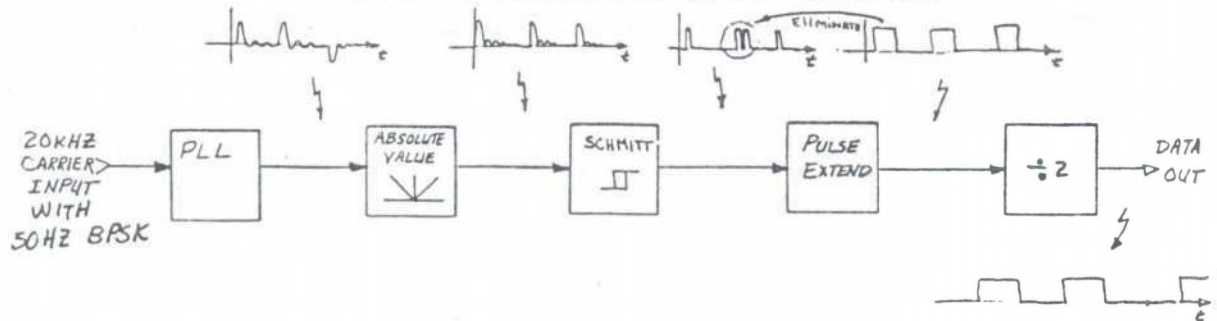 t
t
ELIMINATE
t
t
20KHZ
CARRIER
INPUT
WITH
50HZ BPSK
PLL
ABSOLUTE
VALUE
SCHMITT
PULSE
EXTEND
÷2
DATA
OUT
t